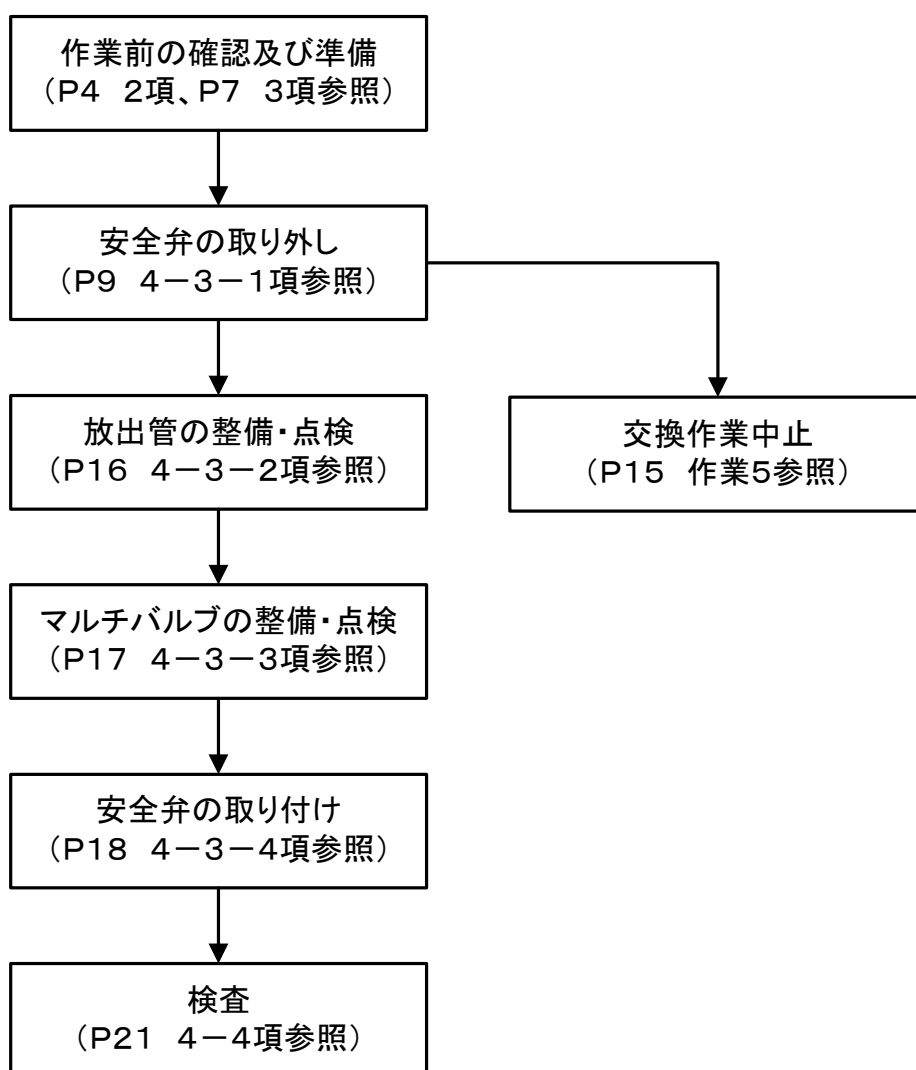 作業前の確認及び準備
(P4 2項、P7 3項参照)
安全弁の取り外し
(P9 4-3-1項参照)
放出管の整備・点検
(P16 4-3-2項参照)
交換作業中止
(P15 作業5参照)
マルチバルブの整備・点検
(P17 4-3-3項参照)
安全弁の取り付け
(P18 4-3-4項参照)
検査
(P21 4-4項参照)